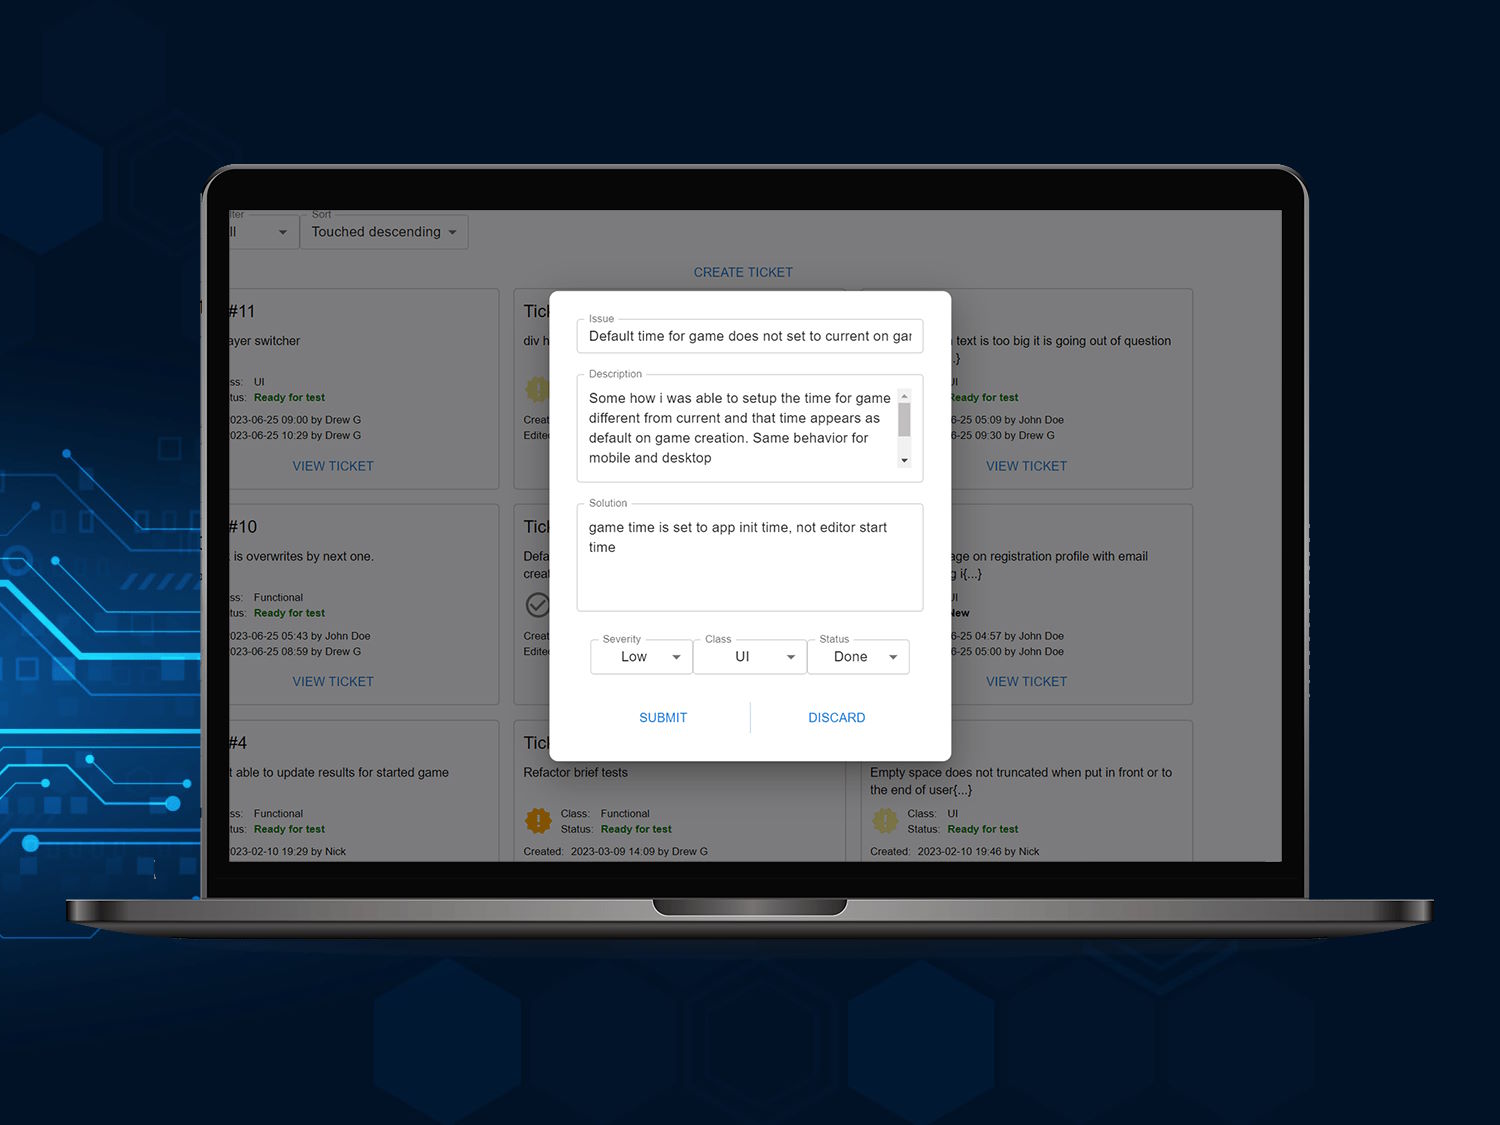 Sort
Touched descending
CREATE TICKET
#11
ayer switcher
ss: UI
tus: Ready for test
023-06-25 09:00 by Drew G
023-06-25 10:29 by Drew G
VIEW TICKET
Tick
div h
Creat
Edite
text is too big it is going out of question
.}
UI
Ready for test
6-25 05:09 by John Doe
6-25 09:30 by Drew G
VIEW TICKET
Issue
Default time for game does not set to current on gar
Description
Some how i was able to setup the time for game
different from current and that time appears as
default on game creation. Same behavior for
mobile and desktop
Solution
game time is set to app init time, not editor start
time
Severity
Low
Class
UI
Status
Done
SUBMIT
DISCARD
#10
is overwrites by next one.
ss: Functional
tus: Ready for test
023-06-25 05:43 by John Doe
023-06-25 08:59 by Drew G
VIEW TICKET
Tick
Defa
creat
Creat
Edite
age on registration profile with email
g i{...}
UI
New
6-25 04:57 by John Doe
6-25 05:00 by John Doe
VIEW TICKET
#4
t able to update results for started game
ss: Functional
tus: Ready for test
023-02-10 19:29 by Nick
Tick
Refactor brief tests
Class: Functional
Status: Ready for test
Created: 2023-03-09 14:09 by Drew G
Empty space does not truncated when put in front or to
the end of user{...}
Class: UI
Status: Ready for test
Created: 2023-02-10 19:46 by Nick